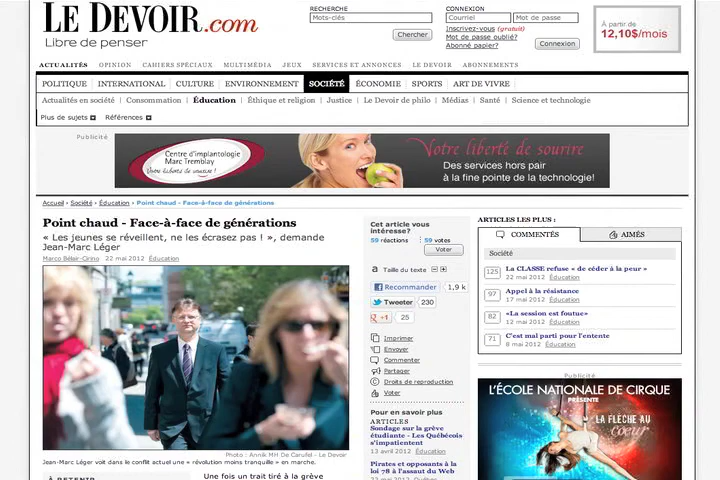 LE DEVOIR.com
Libre de penser
RECHERCHE
Mots-clés
Chercher
CONNEXION
Courriel
Mot de passe
Inscrivez-vous (gratuit)
Mot de passe oublié?
Abonné papier?
Connexion
À partir de
12,10$/mois
ACTUALITÉS OPINION CAHIERS SPÉCIAUX MULTIMÉDIA JEUX SERVICES ET ANNONCES LE DEVOIR ABONNEMENTS
POLITIQUE INTERNATIONAL CULTURE ENVIRONNEMENT SOCIÉTÉ ÉCONOMIE SPORTS ART DE VIVRE
Actualités en société | Consommation | Éducation | Éthique et religion | Justice | Le Devoir de philo | Médias | Santé | Science et technologie
Plus de sujets Références
Publicité
Centre d'implantologie
Marc Tremblay
Votre liberté de sourire!
Votre liberté de sourire
Des services hors pair
à la fine pointe de la technologie!
Accueil › Société › Éducation › Point chaud - Face-à-face de générations
Point chaud - Face-à-face de générations
« Les jeunes se réveillent, ne les écrasez pas ! », demande
Jean-Marc Léger
Marco Bélair-Cirino 22 mai 2012 Éducation
Photo : Annik MH De Carufel - Le Devoir
Jean-Marc Léger voit dans le conflit actuel une « révolution moins tranquille » en marche.
À RETENIR
Une fois un trait tiré à la grève
Cet article vous
intéresse?
59 réactions 59 votes
Voter
a Taille du texte
Recommander 1,9 k
Tweeter 230
+1 25
Imprimer
Envoyer
Commenter
Partager
Droits de reproduction
Voter
Pour en savoir plus
ARTICLES
Sondage sur la grève
étudiante - Les Québécois
s'impatientent
13 avril 2012 Éducation
Pirates et opposants à la
loi 78 à l'assaut du Web
22 mai 2012 Québec
ARTICLES LES PLUS :
COMMENTÉS AIMÉS
Société
125 La CLASSE refuse « de céder à la peur »
22 mai 2012 Éducation
97 Appel à la résistance
17 mai 2012 Éducation
82 «La session est foutue»
12 mai 2012 Éducation
71 C'est mal parti pour l'entente
8 mai 2012 Éducation
Publicité
L'ÉCOLE NATIONALE DE CIRQUE
PRÉSENTE
LA FLÈCHE AU
coeur